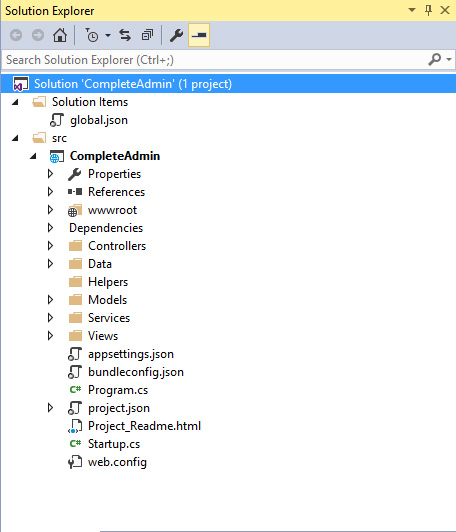 Solution Explorer
Search Solution Explorer (Ctrl+;)
Solution 'CompleteAdmin' (1 project)
Solution Items
global.json
src
CompleteAdmin
Properties
References
wwwroot
Dependencies
Controllers
Data
Helpers
Models
Services
Views
appsettings.json
bundleconfig.json
C# Program.cs
project.json
Project_Readme.html
C# Startup.cs
web.config